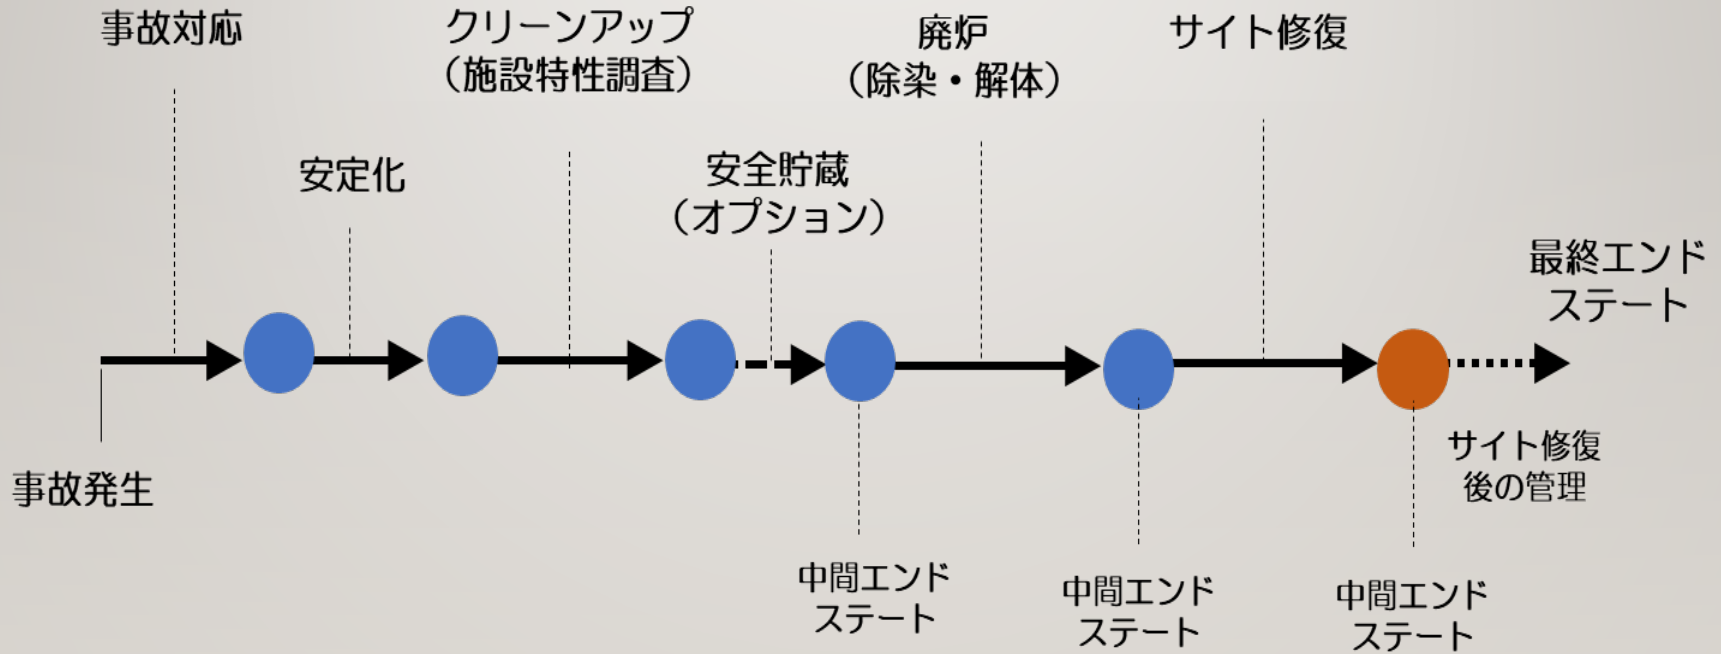 事故対応
クリーンアップ
（施設特性調査）
廃炉
（除染・解体）
サイト修復
安定化
安全貯蔵
（オプション）
最終エンド
ステート
事故発生
サイト修復
後の管理
中間エンド
ステート
中間エンド
ステート
中間エンド
ステート